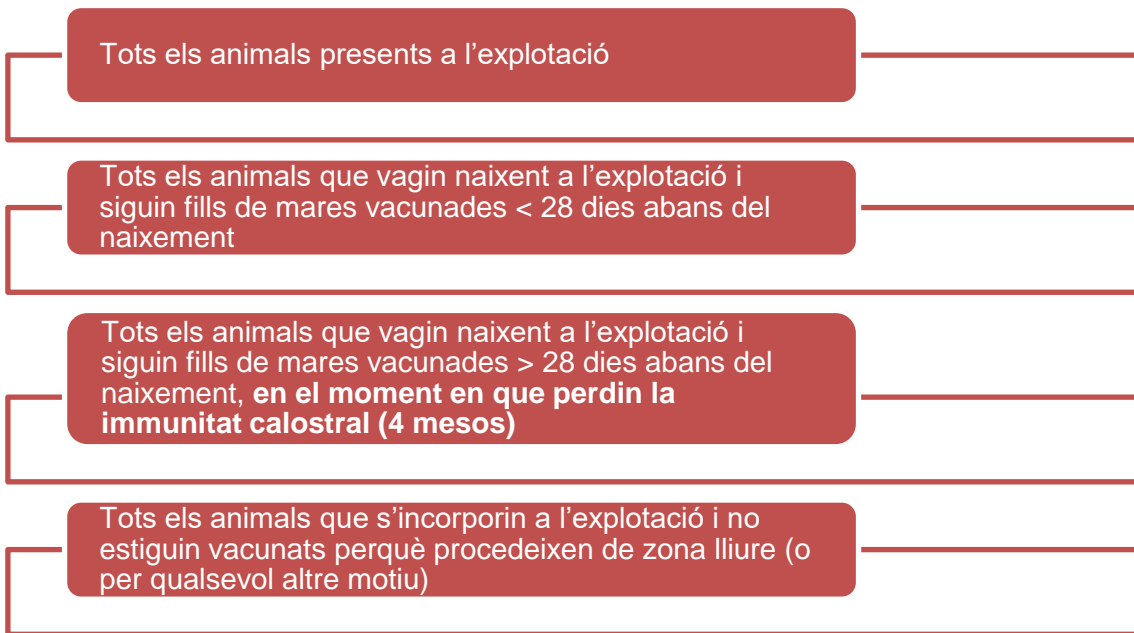 Tots els animals presents a l’explotació
Tots els animals que vagin naixent a l’explotació i
siguin fills de mares vacunades < 28 dies abans del
naixement
Tots els animals que vagin naixent a l’explotació i
siguin fills de mares vacunades > 28 dies abans del
naixement, en el moment en que perdin la
immunitat calostral (4 mesos)
Tots els animals que s’incorporin a l’explotació i no
estiguin vacunats perquè procedeixen de zona lliure (o
per qualsevol altre motiu)